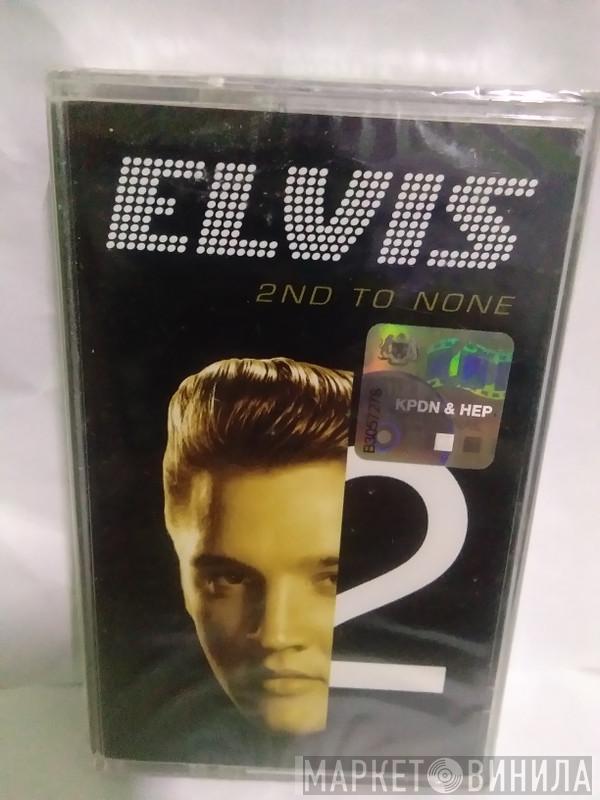 ELVIS
2ND TO NONE
KPDN & HEP
B3057278
2
МАРКЕТ ВИНИЛА